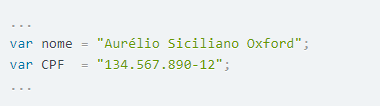 ...
var nome = "Aurélio Siciliano Oxford";
var CPF  = "134.567.890-12";
...